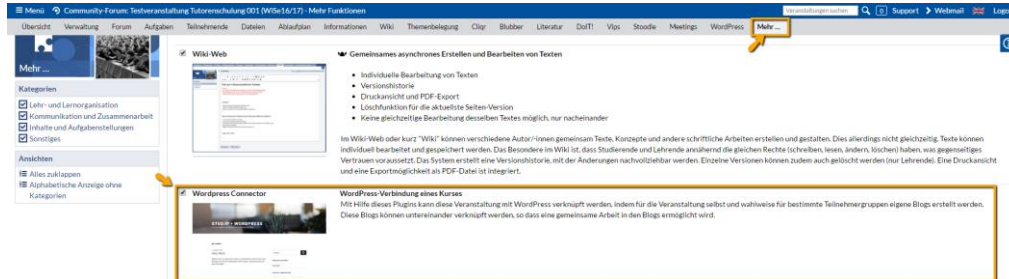 Menü Community-Forum: Testveranstaltung Tutorenschulung 001 (WiSe16/17) - Mehr Funktionen Veranstaltungen suchen Support Webmail Logo
Übersicht Verwaltung Forum Aufgaben Teilnehmende Dateien Ablaufplan Informationen Wiki Themenbelegung Cliqr Blubber Literatur DoIT! Vips Stoodle Meetings WordPress Mehr ...
Mehr ...
Kategorien
Lehr- und Lernorganisation
Kommunikation und Zusammenarbeit
Inhalte und Aufgabenstellungen
Sonstiges
Ansichten
Alles zuklappen
Alphabetische Anzeige ohne
Kategorien
Wiki-Web
Gemeinsames asynchrones Erstellen und Bearbeiten von Texten
Individuelle Bearbeitung von Texten
Versionshistorie
Druckansicht und PDF-Export
Löschfunktion für die aktuellste Seiten-Version
Keine gleichzeitige Bearbeitung desselben Textes möglich, nur nacheinander
Im Wiki-Web oder kurz "Wiki" können verschiedene Autor/-innen gemeinsam Texte, Konzepte und andere schriftliche Arbeiten erstellen und gestalten. Dies allerdings nicht gleichzeitig. Texte können
individuell bearbeitet und gespeichert werden. Das Besondere im Wiki ist, dass Studierende und Lehrende annähernd die gleichen Rechte (schreiben, lesen, ändern, löschen) haben, was gegenseitiges
Vertrauen voraussetzt. Das System erstellt eine Versionshistorie, mit der Änderungen nachvollziehbar werden. Einzelne Versionen können zudem auch gelöscht werden (nur Lehrende). Eine Druckansicht
und eine Exportmöglichkeit als PDF-Datei ist integriert.
Wordpress Connector
STUDIP + WORDPRESS
WordPress-Verbindung eines Kurses
Mit Hilfe dieses Plugins kann diese Veranstaltung mit WordPress verknüpft werden, indem für die Veranstaltung selbst und wahlweise für bestimmte Teilnehmergruppen eigene Blogs erstellt werden.
Diese Blogs können untereinander verknüpft werden, so dass eine gemeinsame Arbeit in den Blogs ermöglicht wird.